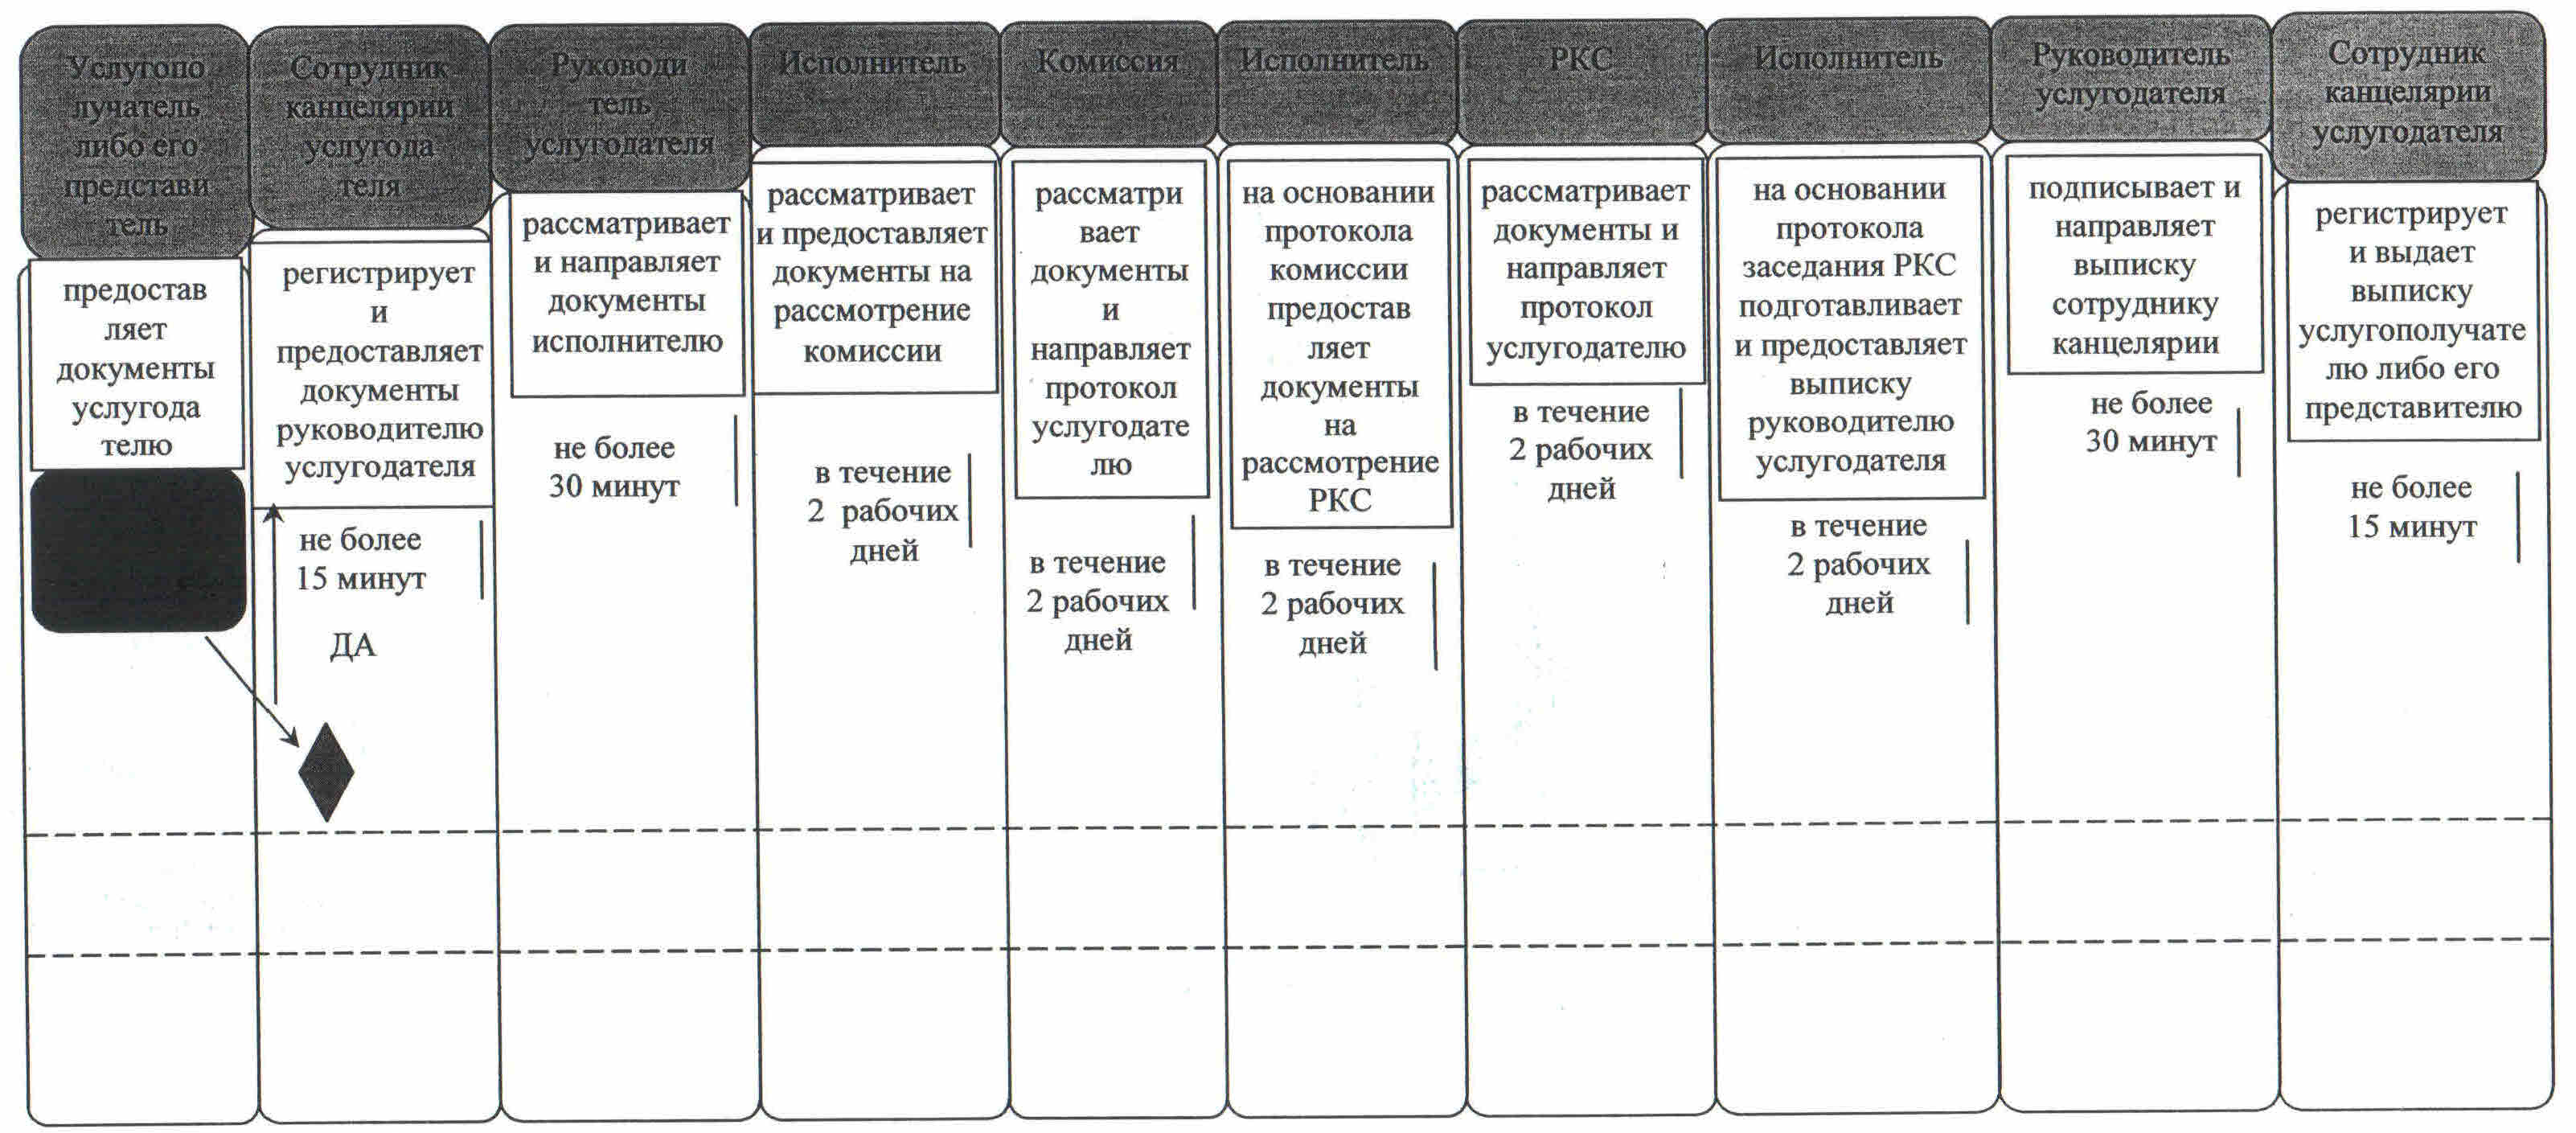 Услугопо
лучатель
либо его
представи
тель
предостав
ляет
документы
услугода
телю
Сотрудник
канцелярии
услугода
теля
регистрирует
и
предоставляет
документы
руководителю
услугодателя
не более
15 минут
ДА
Руководи
тель
услугодателя
рассматривает
и направляет
документы
исполнителю
не более
30 минут
Исполнитель
рассматривает
и предоставляет
документы на
рассмотрение
комиссии
в течение
2 рабочих
дней
Комиссия
рассматри
вает
документы
и
направляет
протокол
услугодате
лю
в течение
2 рабочих
дней
Исполнитель
на основании
протокола
комиссии
предостав
ляет
документы
на
рассмотрение
РКС
в течение
2 рабочих
дней
РКС
рассматривает
документы и
направляет
протокол
услугодателю
в течение
2 рабочих
дней
Исполнитель
на основании
протокола
заседания РКС
подготавливает
и предоставляет
выписку
руководителю
услугодателя
в течение
2 рабочих
дней
Руководитель
услугодателя
подписывает и
направляет
выписку
сотруднику
канцелярии
не более
30 минут
Сотрудник
канцелярии
услугодателя
регистрирует
и выдает
выписку
услугополучате
лю либо его
представителю
не более
15 минут